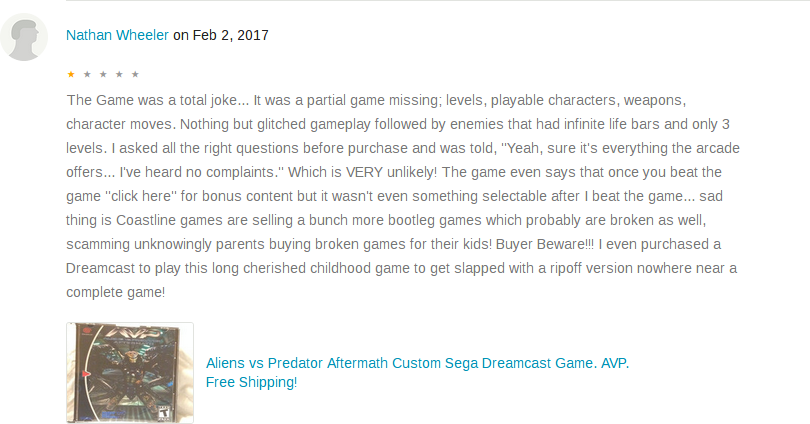 Nathan Wheeler on Feb 2, 2017
The Game was a total joke... It was a partial game missing; levels, playable characters, weapons,
character moves. Nothing but glitched gameplay followed by enemies that had infinite life bars and only 3
levels. I asked all the right questions before purchase and was told, "Yeah, sure it's everything the arcade
offers... I've heard no complaints." Which is VERY unlikely! The game even says that once you beat the
game "click here" for bonus content but it wasn't even something selectable after I beat the game... sad
thing is Coastline games are selling a bunch more bootleg games which probably are broken as well,
scamming unknowingly parents buying broken games for their kids! Buyer Beware!!! I even purchased a
Dreamcast to play this long cherished childhood game to get slapped with a ripoff version nowhere near a
complete game!
AVP
Aliens vs Predator Aftermath Custom Sega Dreamcast Game. AVP.
Free Shipping!